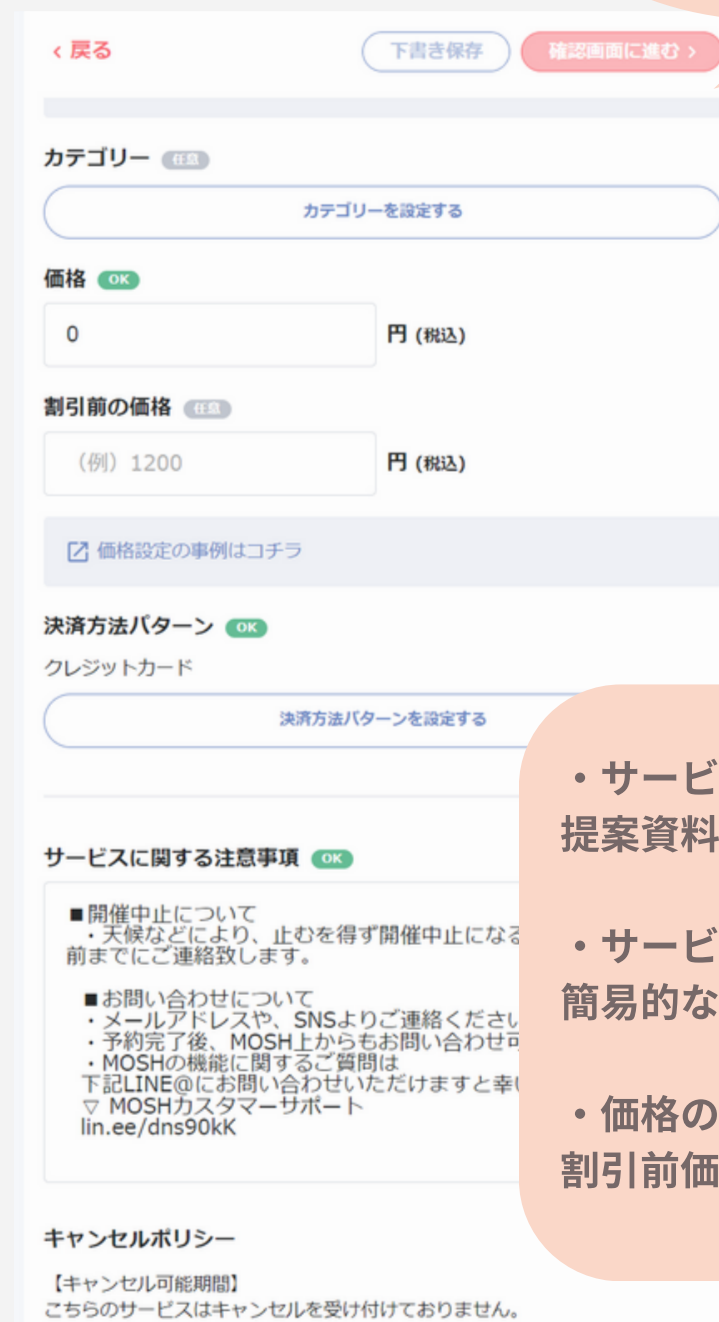 ‹ 戻る
下書き保存
確認画面に進む ›
カテゴリー 任意
カテゴリーを設定する
価格 OK
0
円 (税込)
割引前の価格 任意
(例) 1200
円 (税込)
価格設定の事例はコチラ
決済方法パターン OK
クレジットカード
決済方法パターンを設定する
サービスに関する注意事項 OK
■開催中止について
・天候などにより、止むを得ず開催中止になる
前までにご連絡致します。
■お問い合わせについて
・メールアドレスや、SNSよりご連絡ください
・予約完了後、MOSH上からもお問い合わせ可
・MOSHの機能に関するご質問は
下記LINE@にお問い合わせいただけますと幸い
▽ MOSHカスタマーサポート
lin.ee/dns90kK
・サービ
提案資料
・サービ
簡易的な
・価格の
割引前価
キャンセルポリシー
【キャンセル可能期間】
こちらのサービスはキャンセルを受け付けておりません。